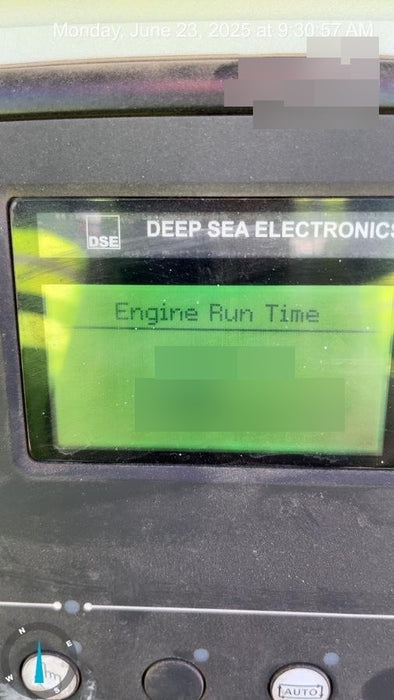 Monday, June 23, 2025 at 9:30:57 AM
DSE
DEEP SEA ELECTRONICS
Engine Run Time
N
E
W
S
AUTO